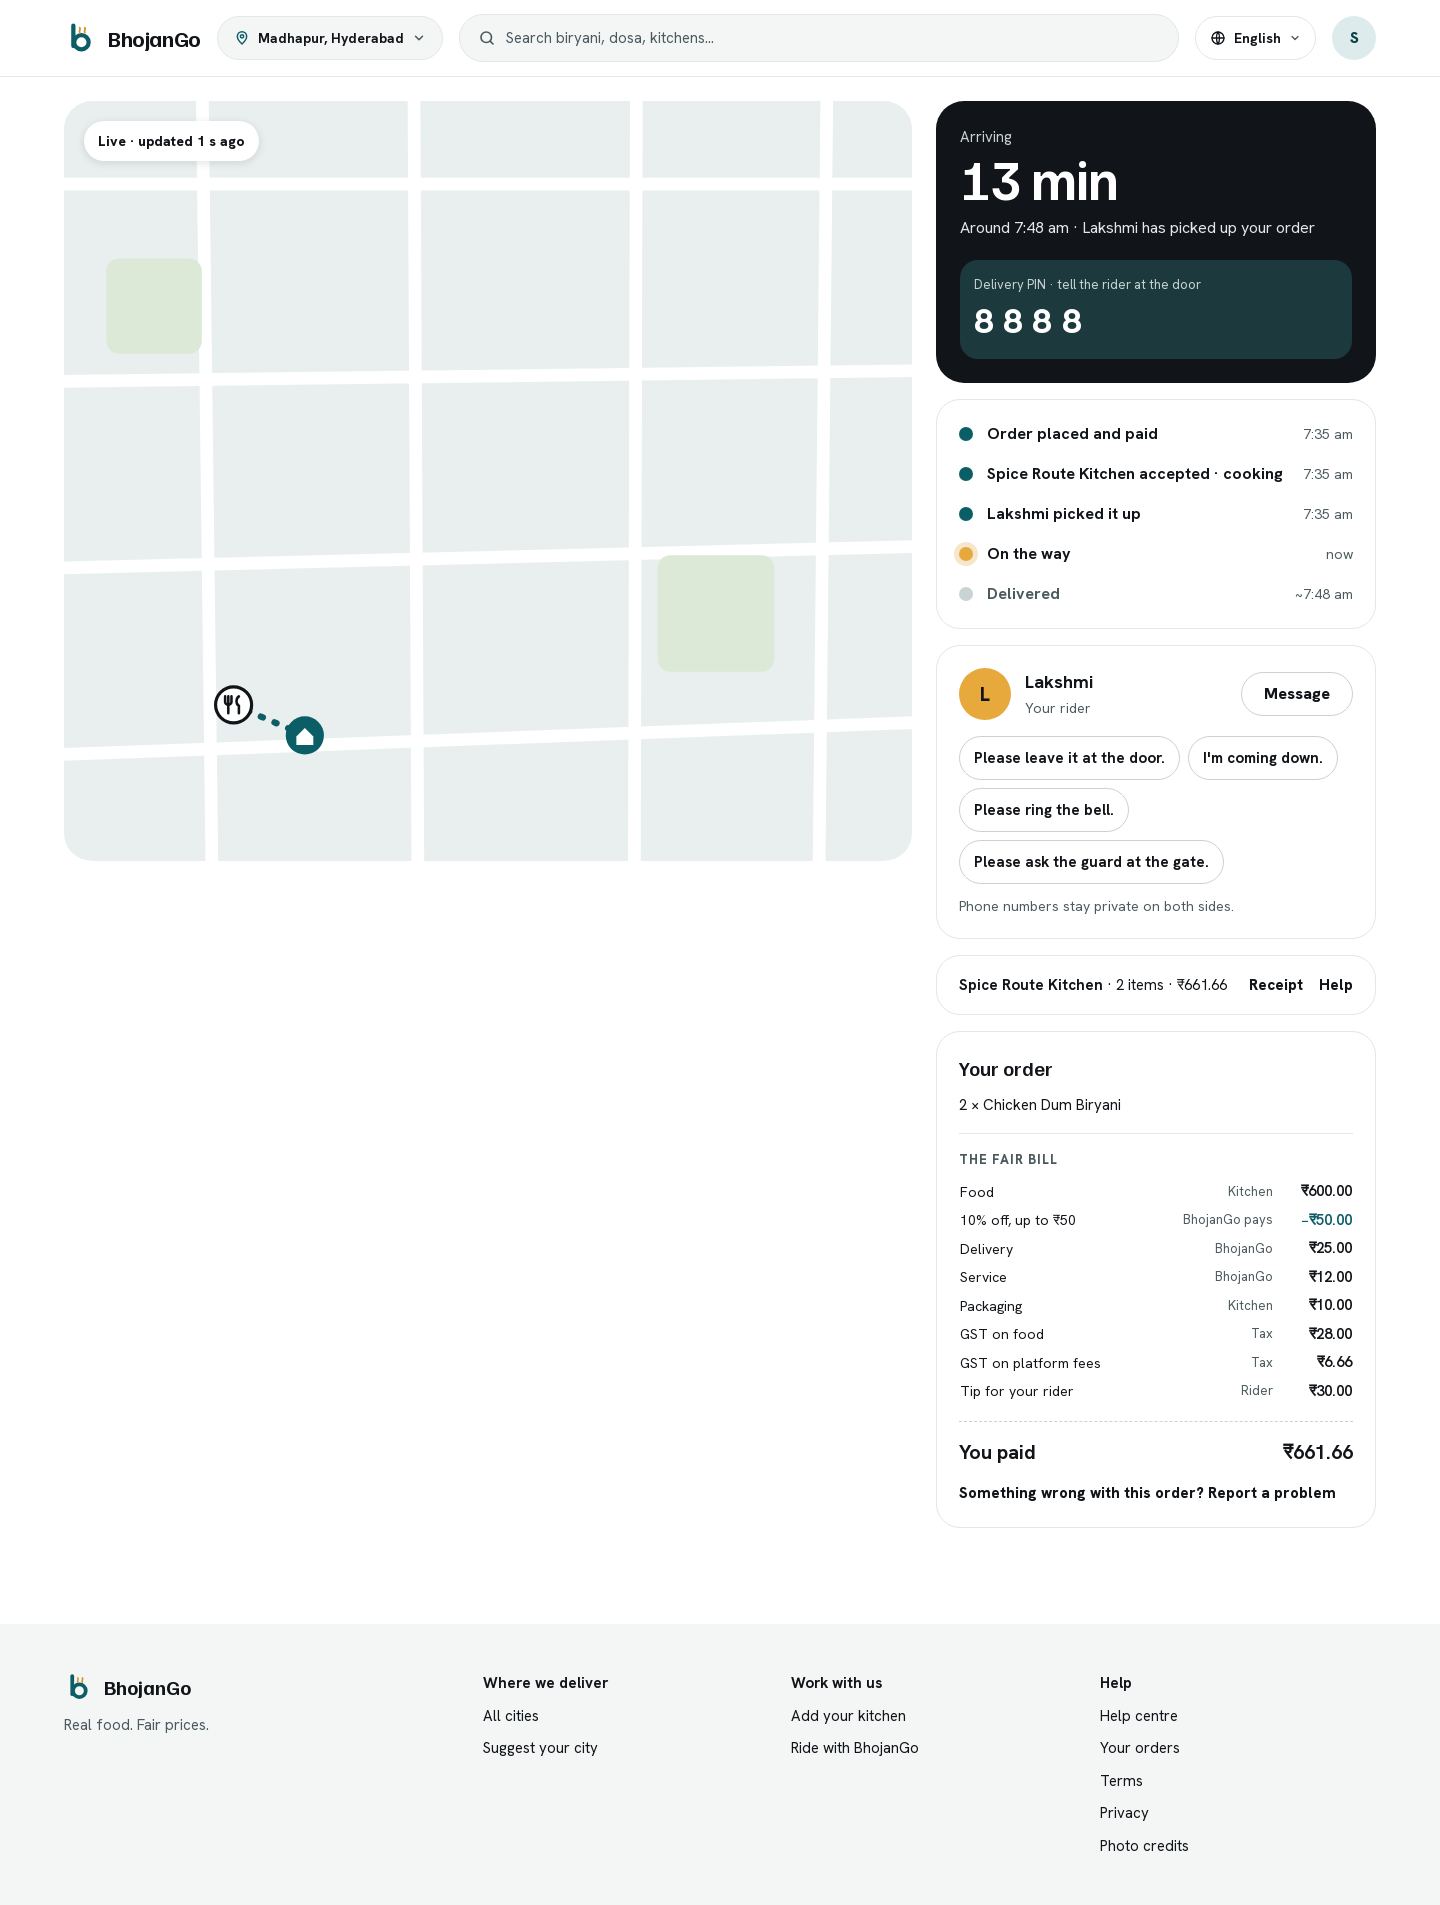 BhojanGo
Madhapur, Hyderabad
Search biryani, dosa, kitchens...
English
S
Live · updated 1 s ago
Arriving
13 min
Around 7:48 am · Lakshmi has picked up your order
Delivery PIN · tell the rider at the door
8888
Order placed and paid 7:35 am
Spice Route Kitchen accepted · cooking 7:35 am
Lakshmi picked it up 7:35 am
On the way now
Delivered ~7:48 am
L
Lakshmi
Your rider
Message
Please leave it at the door.
I'm coming down.
Please ring the bell.
Please ask the guard at the gate.
Phone numbers stay private on both sides.
Spice Route Kitchen · 2 items · ₹661.66 Receipt Help
Your order
2 × Chicken Dum Biryani
THE FAIR BILL
Food Kitchen ₹600.00
10% off, up to ₹50 BhojanGo pays −₹50.00
Delivery BhojanGo ₹25.00
Service BhojanGo ₹12.00
Packaging Kitchen ₹10.00
GST on food Tax ₹28.00
GST on platform fees Tax ₹6.66
Tip for your rider Rider ₹30.00
You paid ₹661.66
Something wrong with this order? Report a problem
BhojanGo
Real food. Fair prices.
Where we deliver
All cities
Suggest your city
Work with us
Add your kitchen
Ride with BhojanGo
Help
Help centre
Your orders
Terms
Privacy
Photo credits